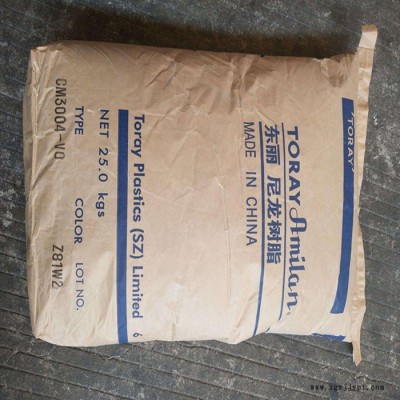 TORAY
TORAY Amilan
东丽 尼龙树脂
MADE IN CHINA
Toray Plastics (SZ) Limited 6
NET 25.0 kgs
TYPE COLOR LOT NO.
CM3004-V0 Z81W2